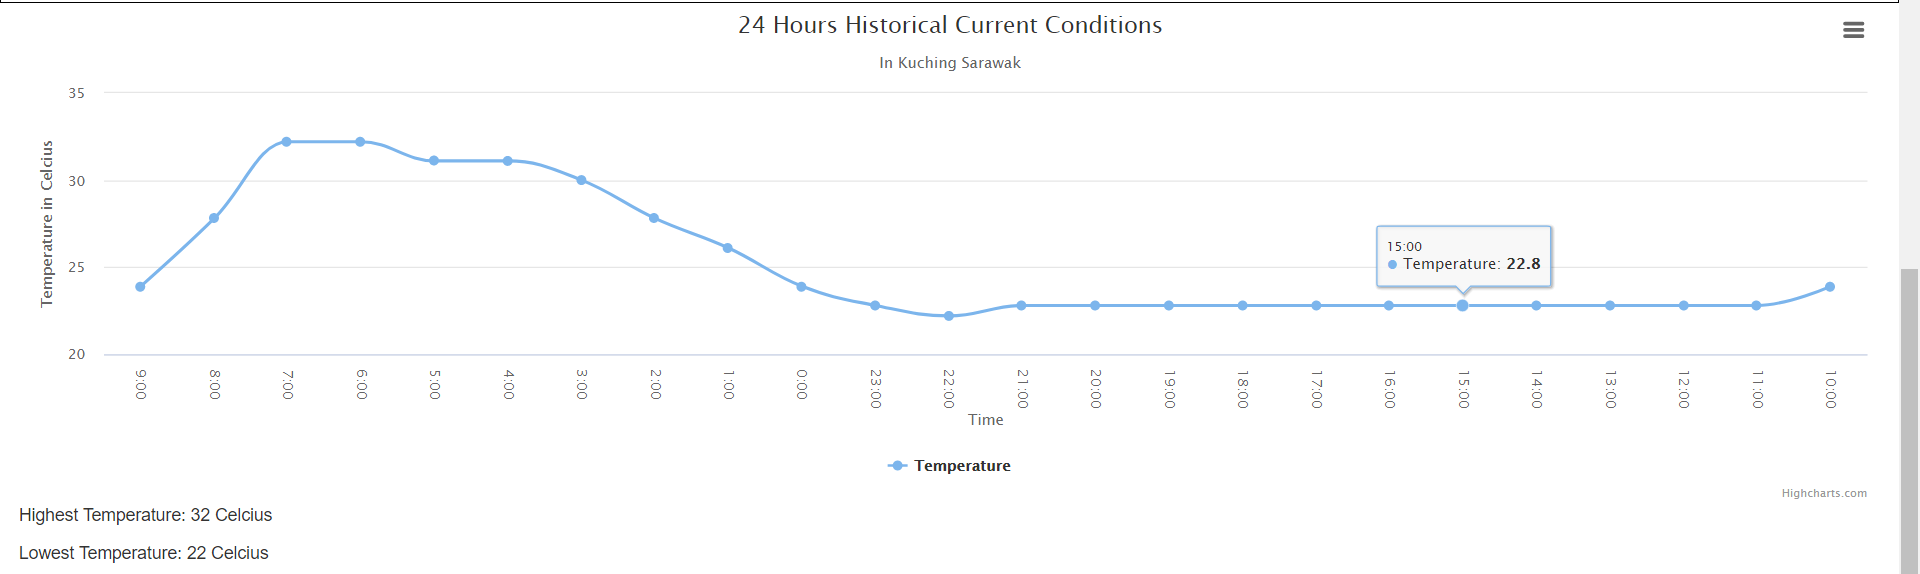 24 Hours Historical Current Conditions
In Kuching Sarawak
35
30
25
20
Temperature in Celcius
15:00
Temperature: 22.8
9:00 8:00 7:00 6:00 5:00 4:00 3:00 2:00 1:00 0:00 23:00 22:00 21:00 20:00 19:00 18:00 17:00 16:00 15:00 14:00 13:00 12:00 11:00 10:00
Time
Temperature
Highcharts.com
Highest Temperature: 32 Celcius
Lowest Temperature: 22 Celcius